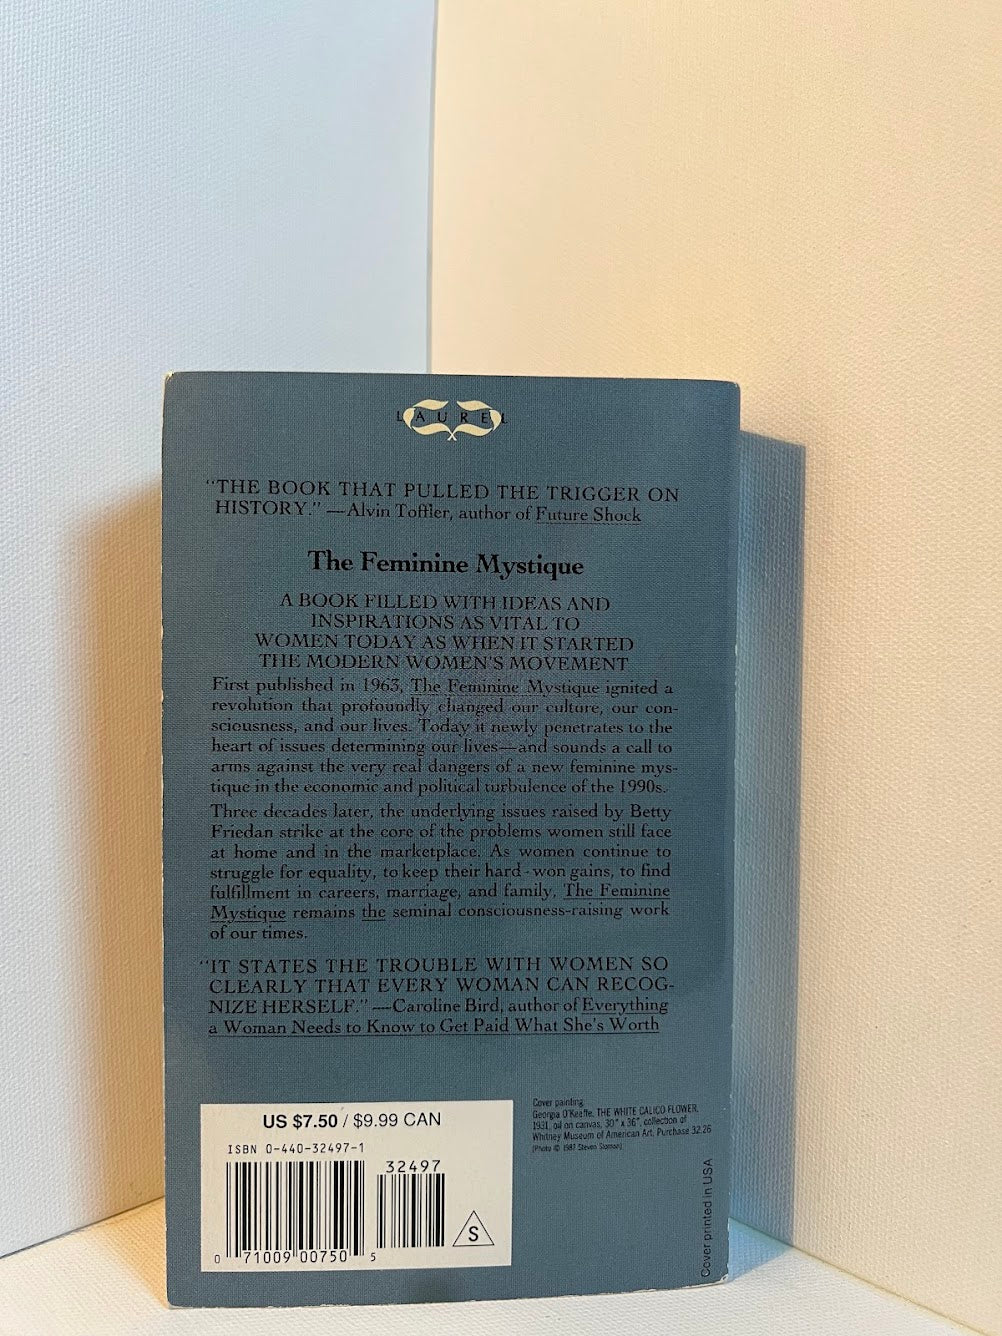 LAUREL
"THE BOOK THAT PULLED THE TRIGGER ON
HISTORY." —Alvin Toffler, author of Future Shock
The Feminine Mystique
A BOOK FILLED WITH IDEAS AND
INSPIRATIONS AS VITAL TO
WOMEN TODAY AS WHEN IT STARTED
THE MODERN WOMEN'S MOVEMENT
First published in 1963, The Feminine Mystique ignited a
revolution that profoundly changed our culture, our con-
sciousness, and our lives. Today it newly penetrates to the
heart of issues determining our lives—and sounds a call to
arms against the very real dangers of a new feminine mys-
tique in the economic and political turbulence of the 1990s.
Three decades later, the underlying issues raised by Betty
Friedan strike at the core of the problems women still face
at home and in the marketplace. As women continue to
struggle for equality, to keep their hard-won gains, to find
fulfillment in careers, marriage, and family, The Feminine
Mystique remains the seminal consciousness-raising work
of our times.
"IT STATES THE TROUBLE WITH WOMEN SO
CLEARLY THAT EVERY WOMAN CAN RECOG-
NIZE HERSELF." —Caroline Bird, author of Everything
a Woman Needs to Know to Get Paid What She's Worth
US $7.50 / $9.99 CAN
ISBN 0-440-32497-1
32497
0 71009 00750 5
S
Cover painting:
Georgia O'Keeffe, THE WHITE CALICO FLOWER,
1931, oil on canvas, 30" x 36", collection of
Whitney Museum of American Art, Purchase 32.26
(Photo © 1987 Steven Sloman)
Cover printed in USA